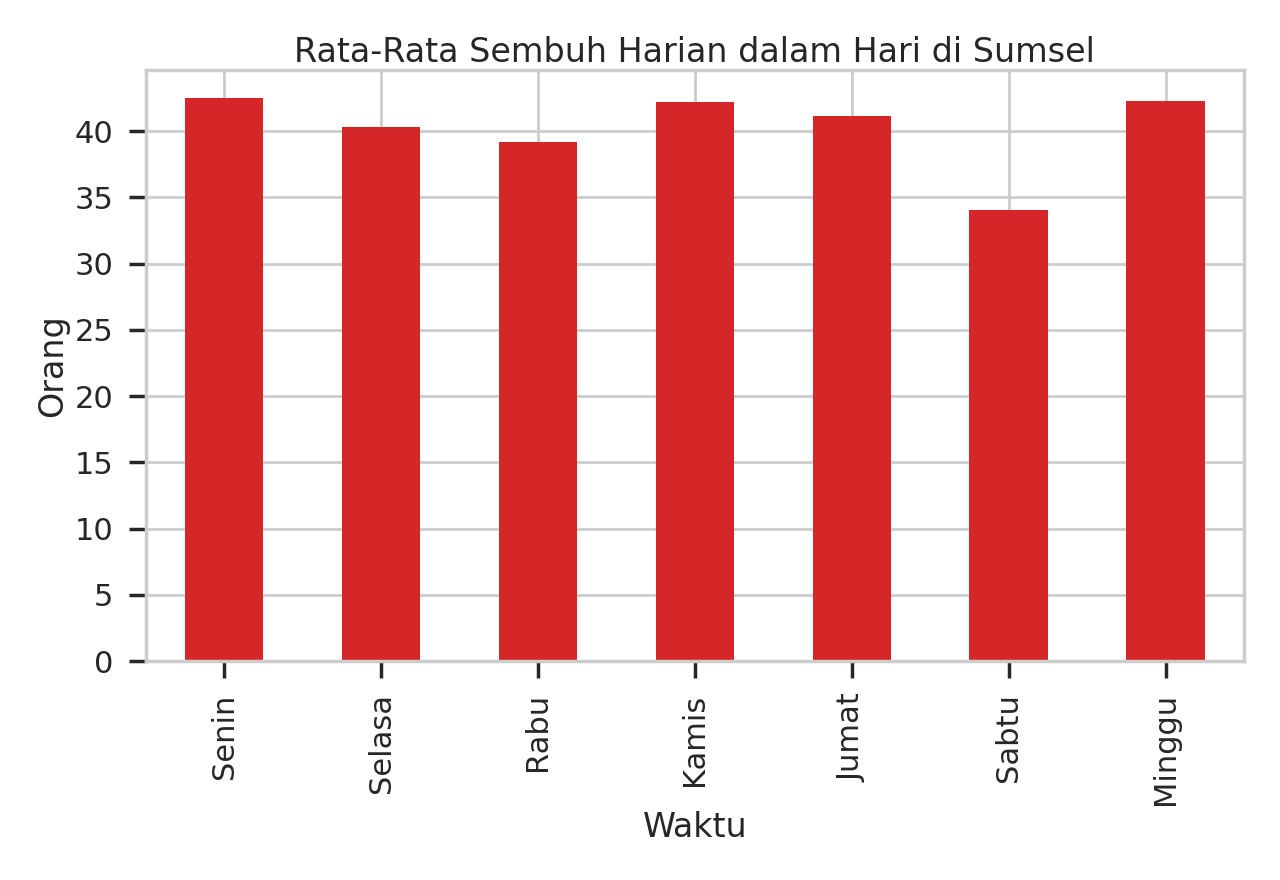 Rata-Rata Sembuh Harian dalam Hari di Sumsel
Orang
40
35
30
25
20
15
10
5
0
Senin
Selasa
Rabu
Kamis
Jumat
Sabtu
Minggu
Waktu